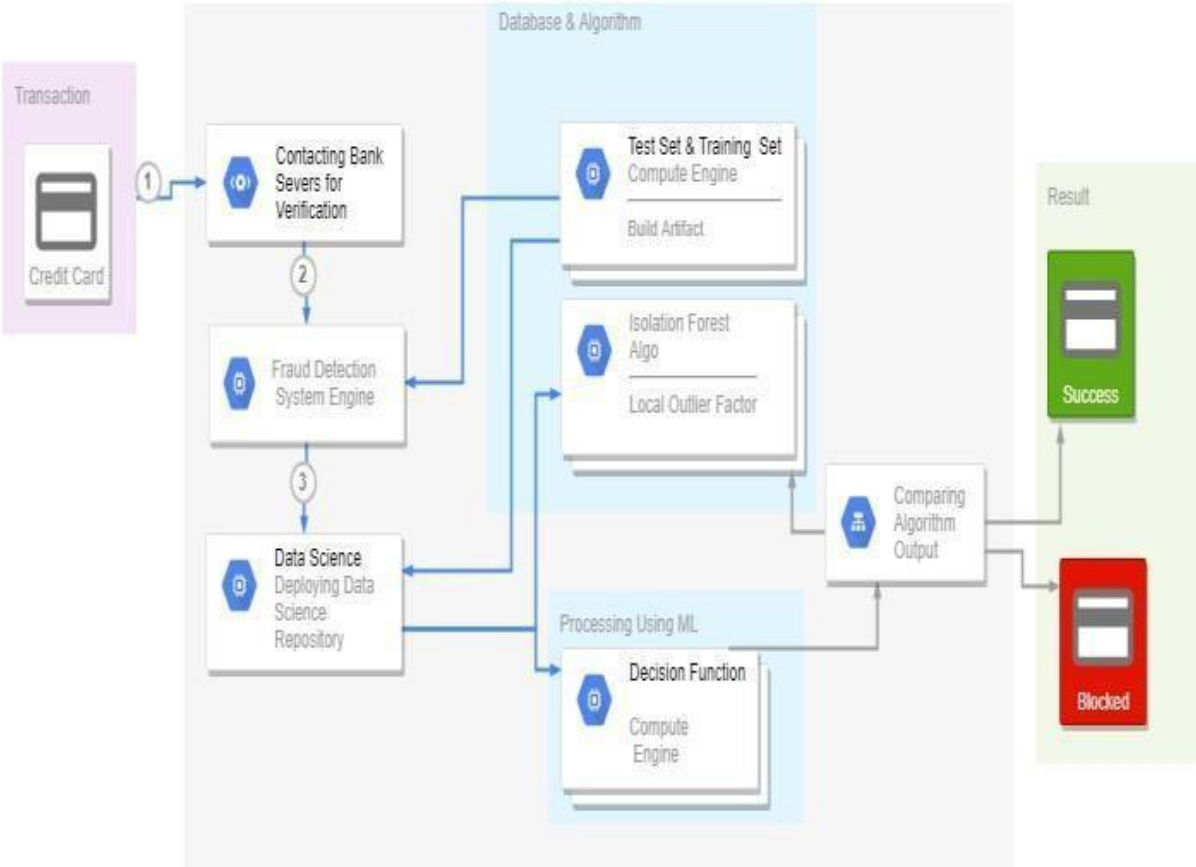 Database & Algorithm
Transaction
Credit Card
1
Contacting Bank
Severs for
Verification
2
Fraud Detection
System Engine
3
Data Science
Deploying Data
Science
Repository
Test Set & Training Set
Compute Engine
Build Artifact
Isolation Forest
Algo
Local Outlier Factor
Processing Using ML
Decision Function
Compute
Engine
Comparing
Algorithm
Output
Result
Success
Blocked